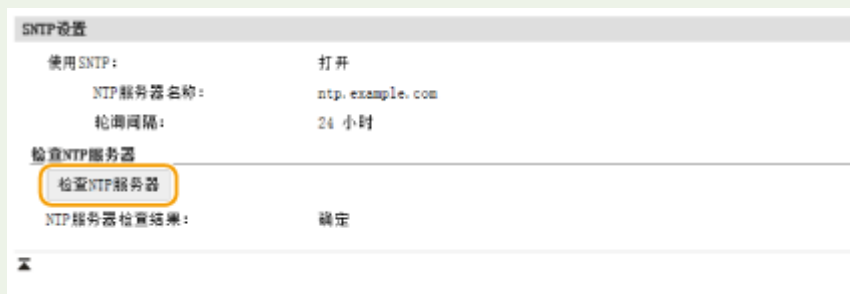 SNTP设置
使用SNTP: 打开
NTP服务器名称: ntp.example.com
轮询间隔: 24 小时
检查NTP服务器
检查NTP服务器
NTP服务器检查结果: 确定